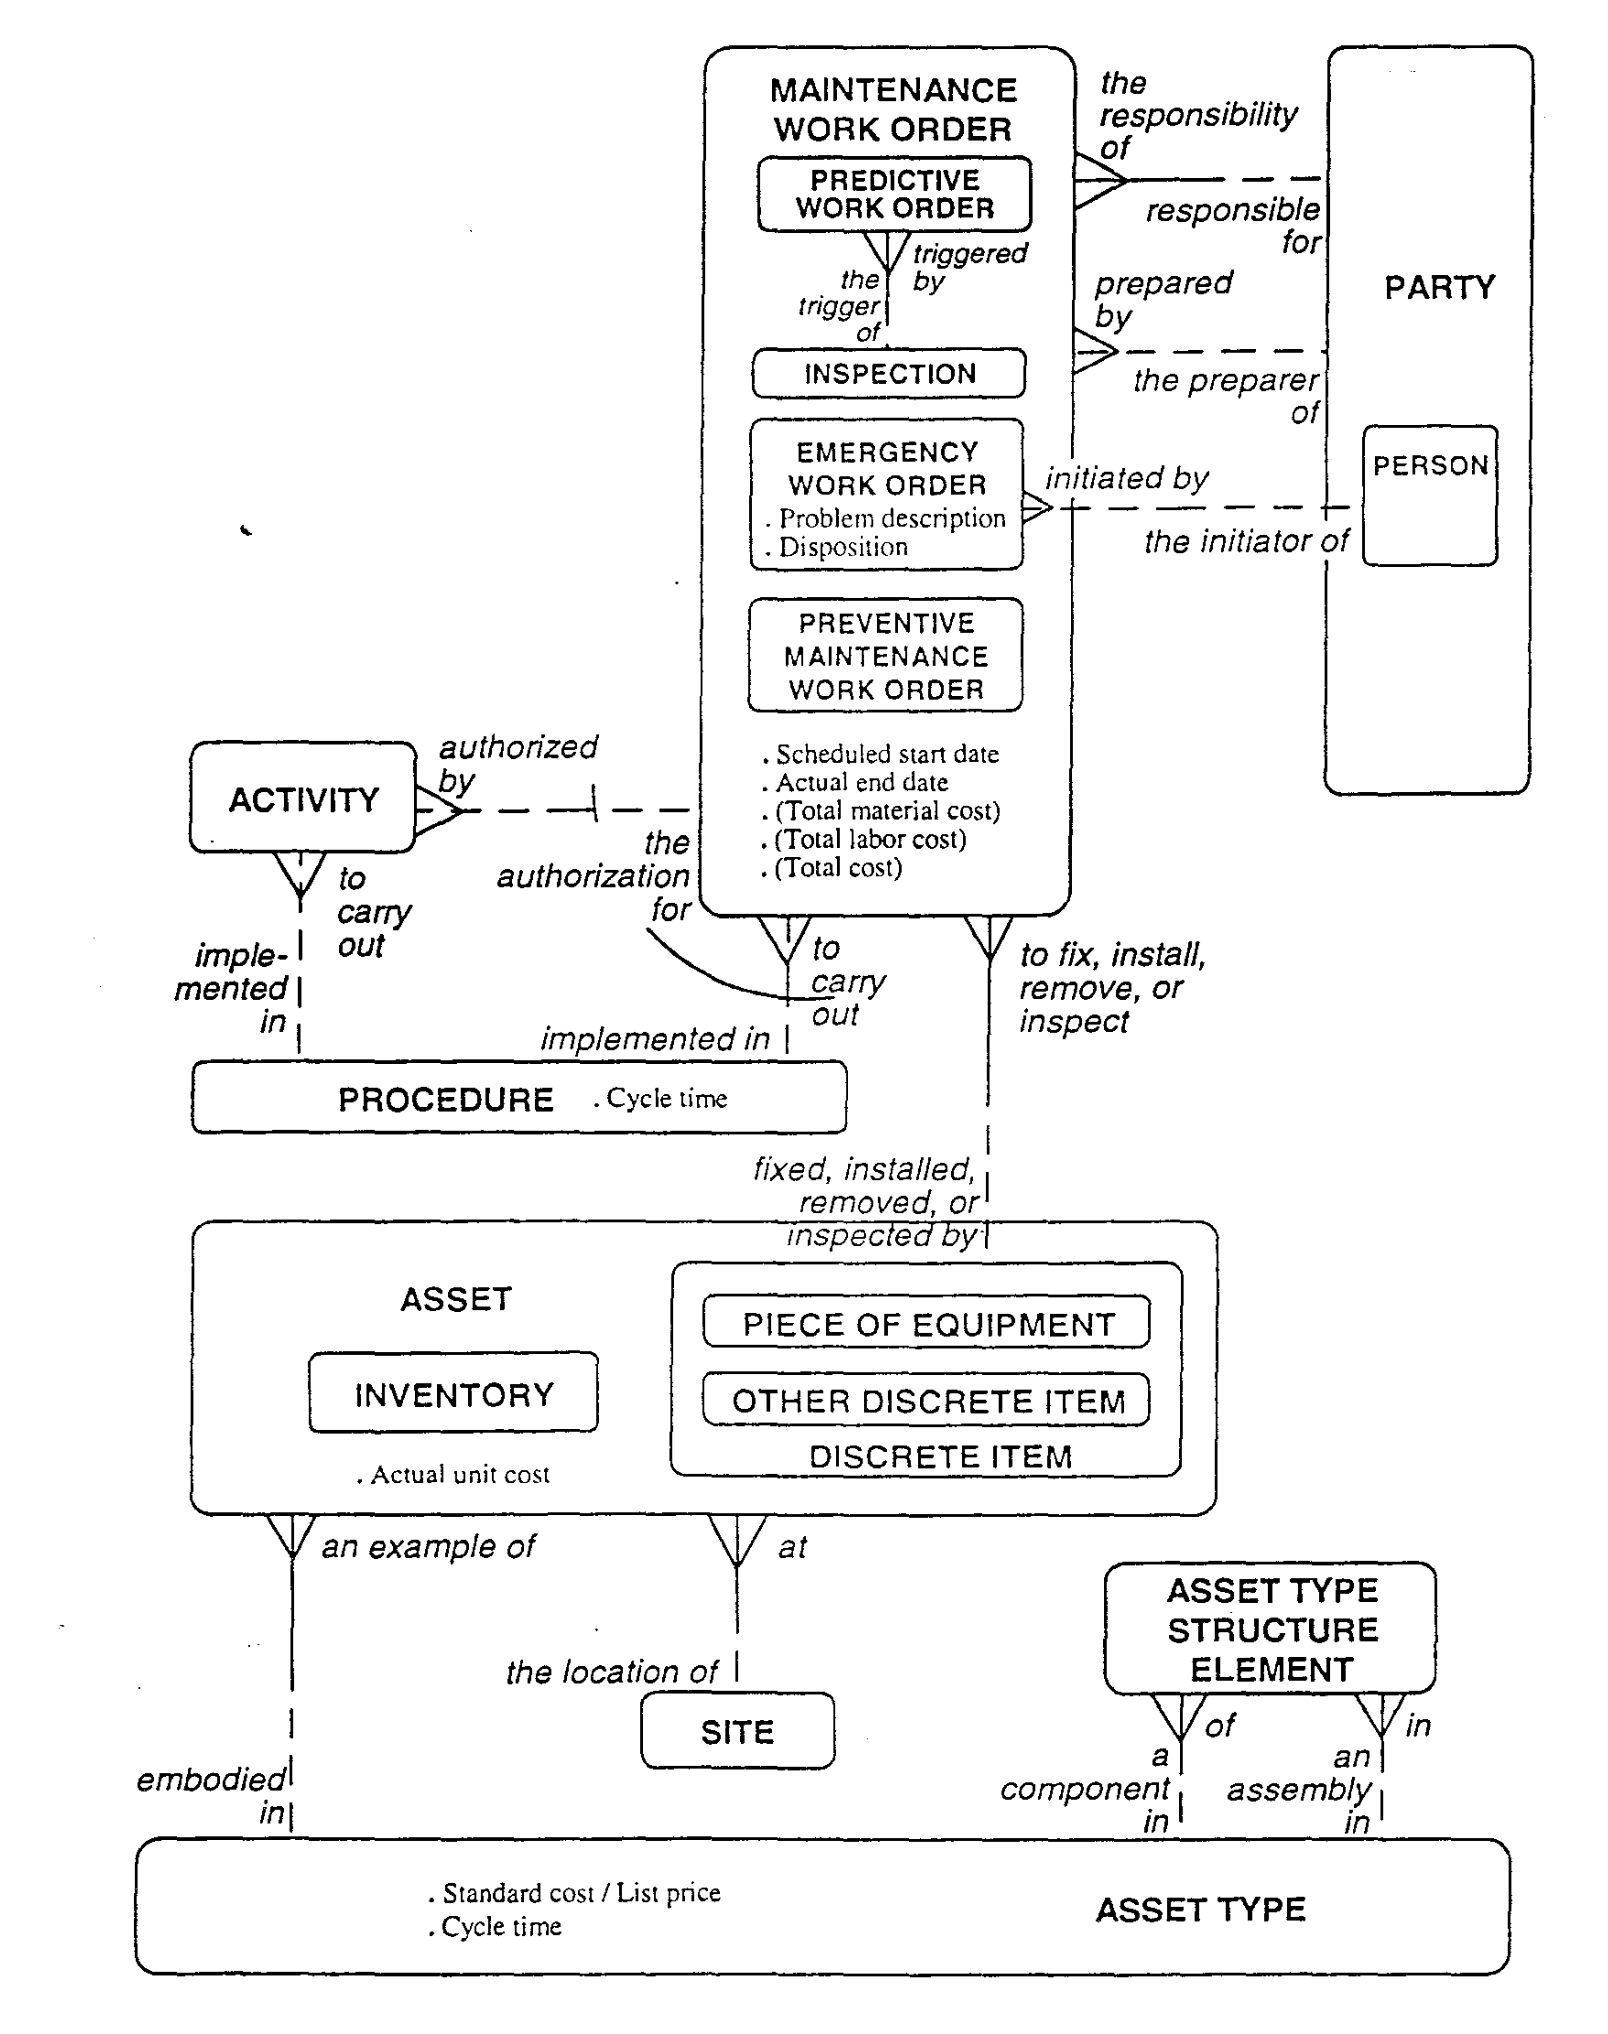 MAINTENANCE
WORK ORDER
PREDICTIVE
WORK ORDER
triggered
by
the
trigger
of
INSPECTION
EMERGENCY
WORK ORDER
. Problem description
. Disposition
PREVENTIVE
MAINTENANCE
WORK ORDER
. Scheduled start date
. Actual end date
. (Total material cost)
. (Total labor cost)
. (Total cost)
the
responsibility
of
responsible
for
prepared
by
the preparer
of
initiated by
the initiator of
PARTY
PERSON
ACTIVITY
authorized
by
the
authorization
for
to
carry
out
imple-
mented
in
to
carry
out
implemented in
to fix, install,
remove, or
inspect
PROCEDURE . Cycle time
fixed, installed,
removed, or
inspected by
ASSET
INVENTORY
. Actual unit cost
PIECE OF EQUIPMENT
OTHER DISCRETE ITEM
DISCRETE ITEM
an example of
at
the location of
SITE
embodied
in
ASSET TYPE
STRUCTURE
ELEMENT
of
a
component
in
in
an
assembly
in
. Standard cost / List price
. Cycle time
ASSET TYPE